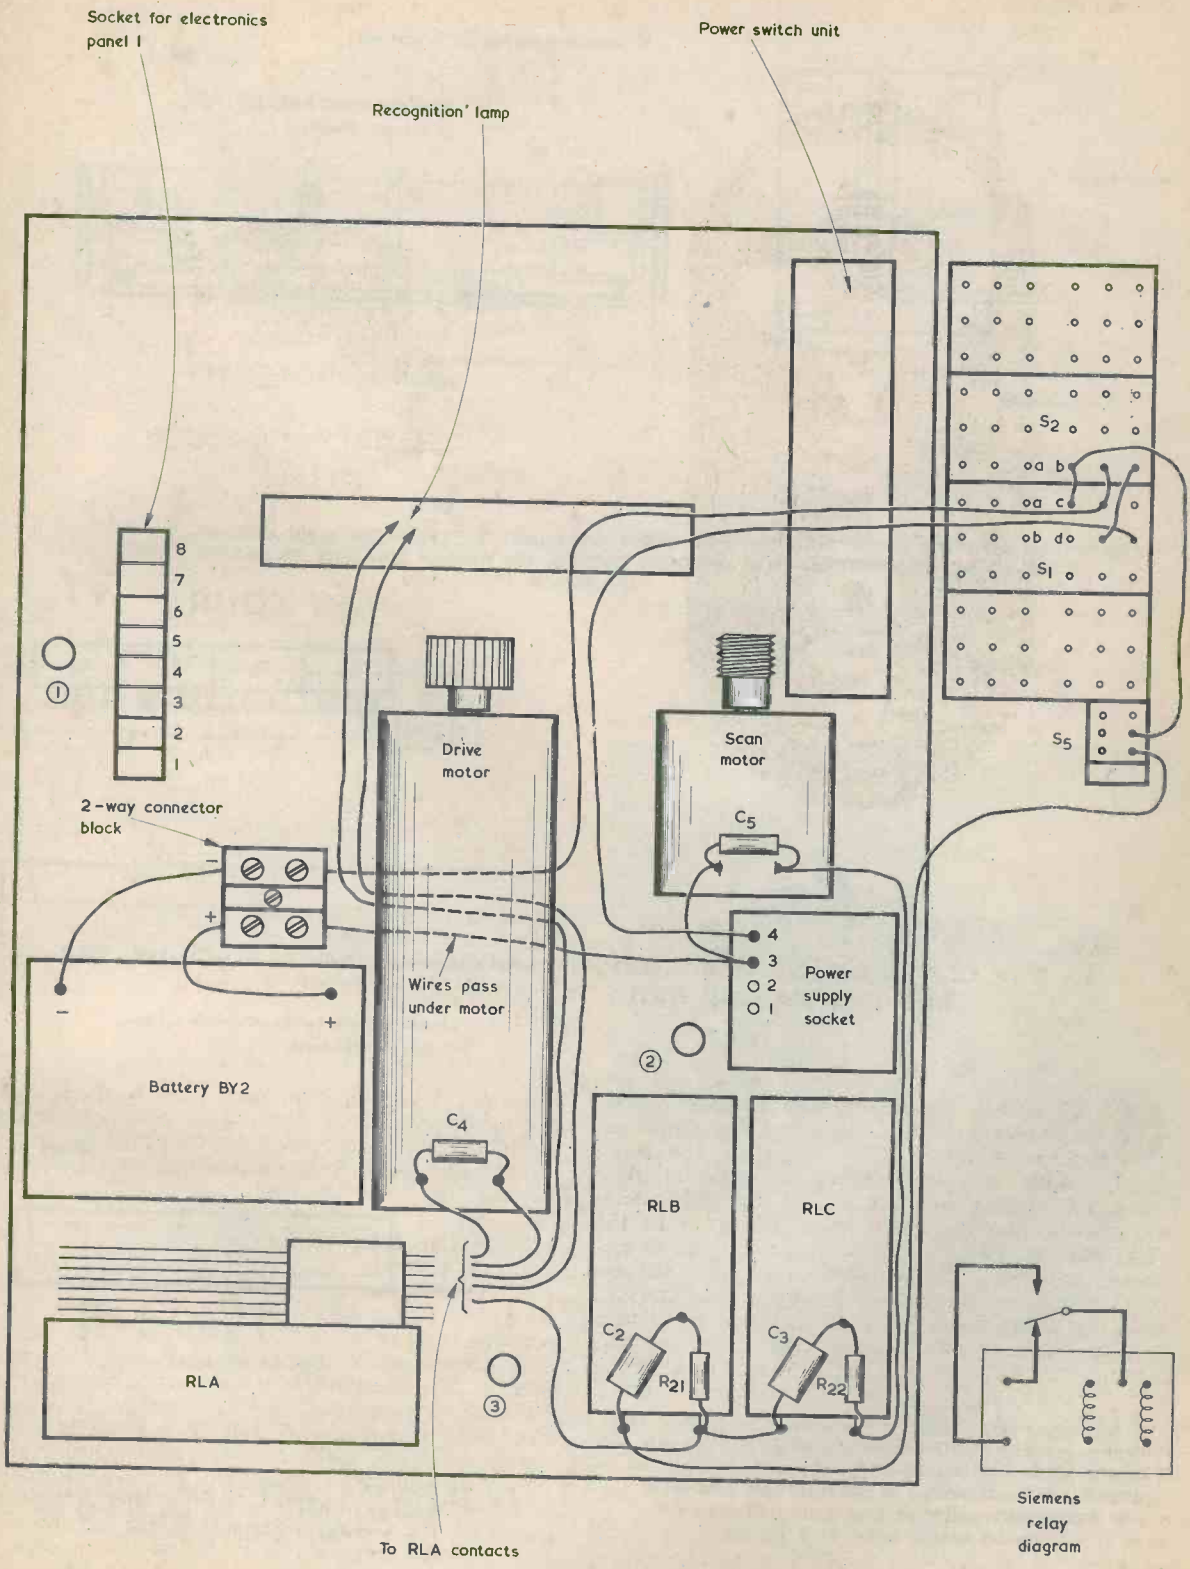 Socket for electronics
panel 1
Power switch unit
Recognition' lamp
S2
a b
a c
b d
S1
8
7
6
5
4
3
2
1
①
Drive
motor
Scan
motor
S5
2-way connector
block
C5
−
+
4
3
2
1
Power
supply
socket
Wires pass
under motor
−
+
②
Battery BY2
C4
RLB
RLC
C2
R21
C3
R22
RLA
③
Siemens
relay
diagram
To RLA contacts